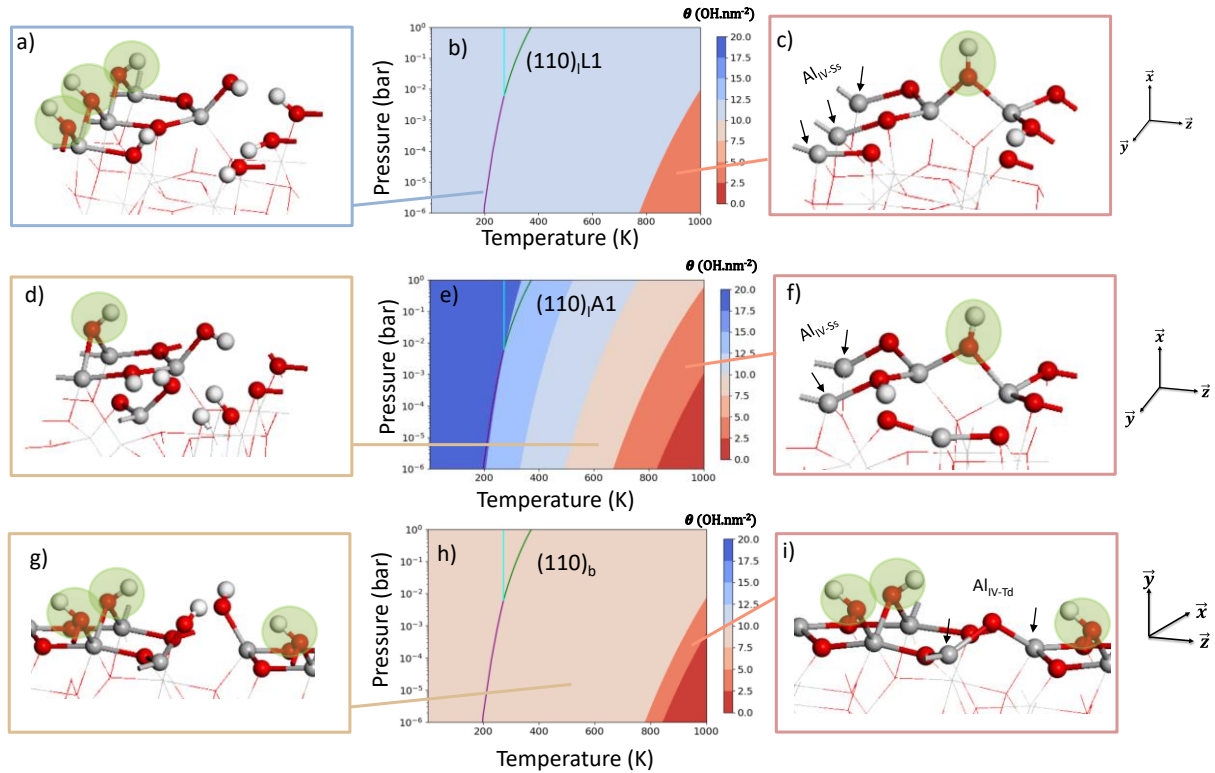 a)
b)
(110)ₗL1
Pressure (bar)
10⁰
10⁻¹
10⁻²
10⁻³
10⁻⁴
10⁻⁵
10⁻⁶
200 400 600 800 1000
Temperature (K)
θ (OH.nm⁻²)
20.0
17.5
15.0
12.5
10.0
7.5
5.0
2.5
0.0
c)
Al_IV-Ss
x⃗
z⃗
y⃗
d)
e)
(110)ₗA1
Pressure (bar)
10⁰
10⁻¹
10⁻²
10⁻³
10⁻⁴
10⁻⁵
10⁻⁶
200 400 600 800 1000
Temperature (K)
θ (OH.nm⁻²)
20.0
17.5
15.0
12.5
10.0
7.5
5.0
2.5
0.0
f)
Al_IV-Ss
x⃗
z⃗
y⃗
g)
h)
(110)_b
Pressure (bar)
10⁰
10⁻¹
10⁻²
10⁻³
10⁻⁴
10⁻⁵
10⁻⁶
200 400 600 800 1000
Temperature (K)
θ (OH.nm⁻²)
20.0
17.5
15.0
12.5
10.0
7.5
5.0
2.5
0.0
i)
Al_IV-Td
y⃗
x⃗
z⃗